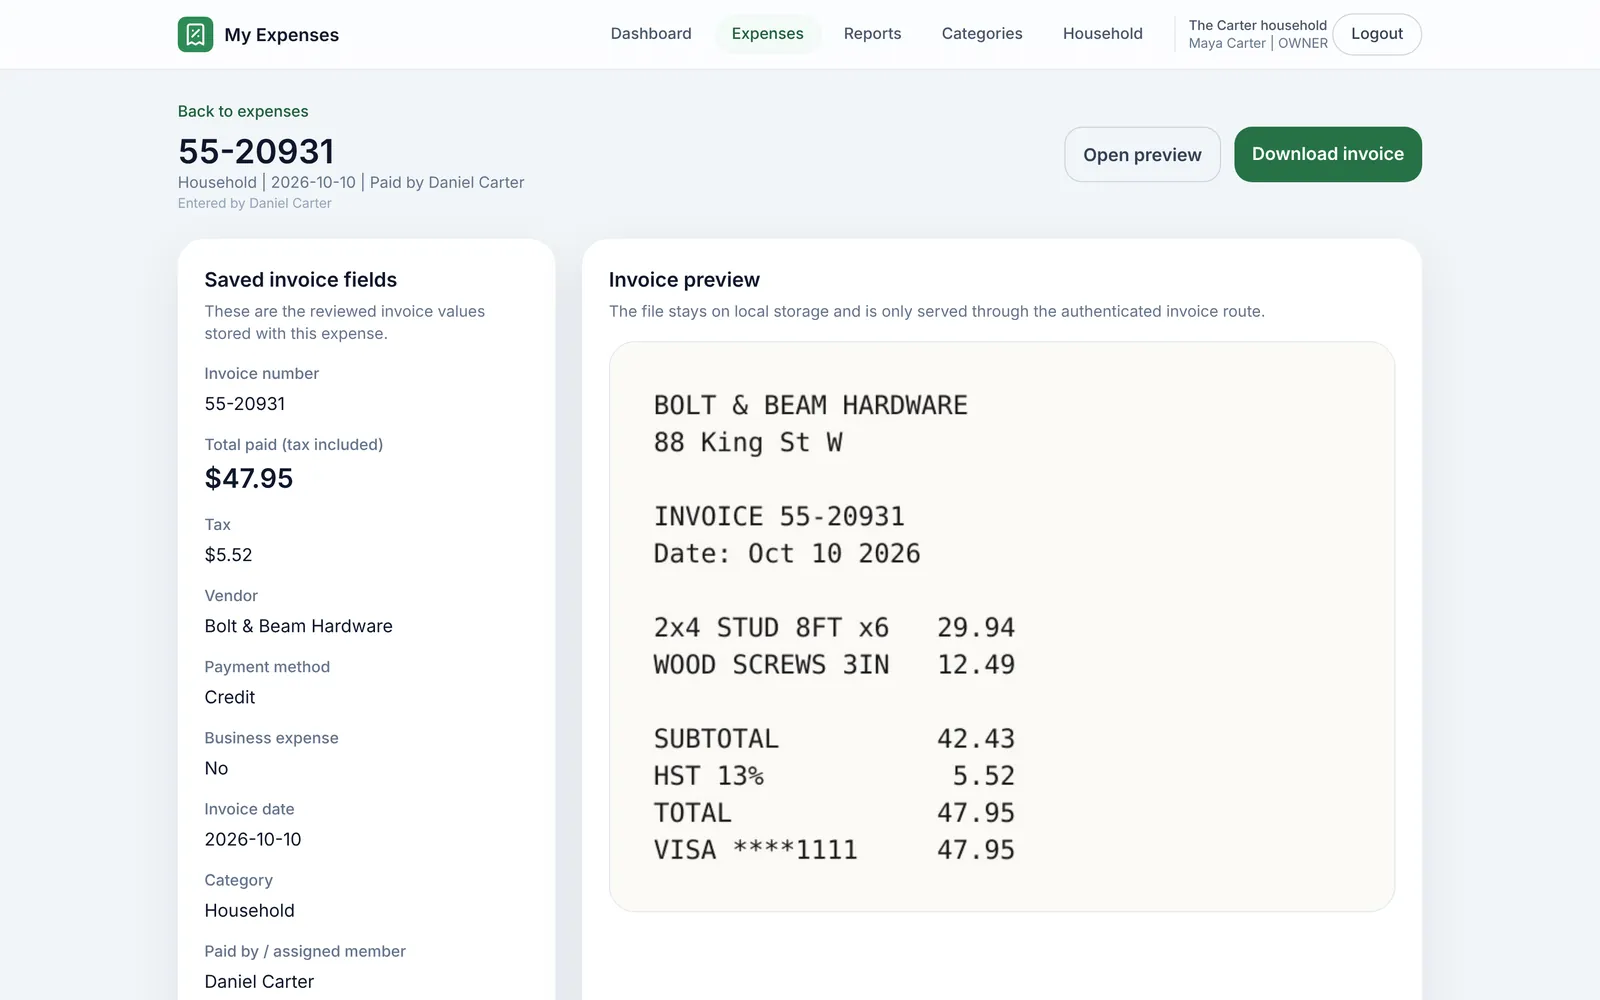 My Expenses
Dashboard
Expenses
Reports
Categories
Household
The Carter household
Maya Carter | OWNER
Logout
Back to expenses
55-20931
Household | 2026-10-10 | Paid by Daniel Carter
Entered by Daniel Carter
Open preview
Download invoice
Saved invoice fields
These are the reviewed invoice values
stored with this expense.
Invoice number
55-20931
Total paid (tax included)
$47.95
Tax
$5.52
Vendor
Bolt & Beam Hardware
Payment method
Credit
Business expense
No
Invoice date
2026-10-10
Category
Household
Paid by / assigned member
Daniel Carter
Invoice preview
The file stays on local storage and is only served through the authenticated invoice route.
BOLT & BEAM HARDWARE
88 King St W
INVOICE 55-20931
Date: Oct 10 2026
2x4 STUD 8FT x6 29.94
WOOD SCREWS 3IN 12.49
SUBTOTAL 42.43
HST 13% 5.52
TOTAL 47.95
VISA ****1111 47.95